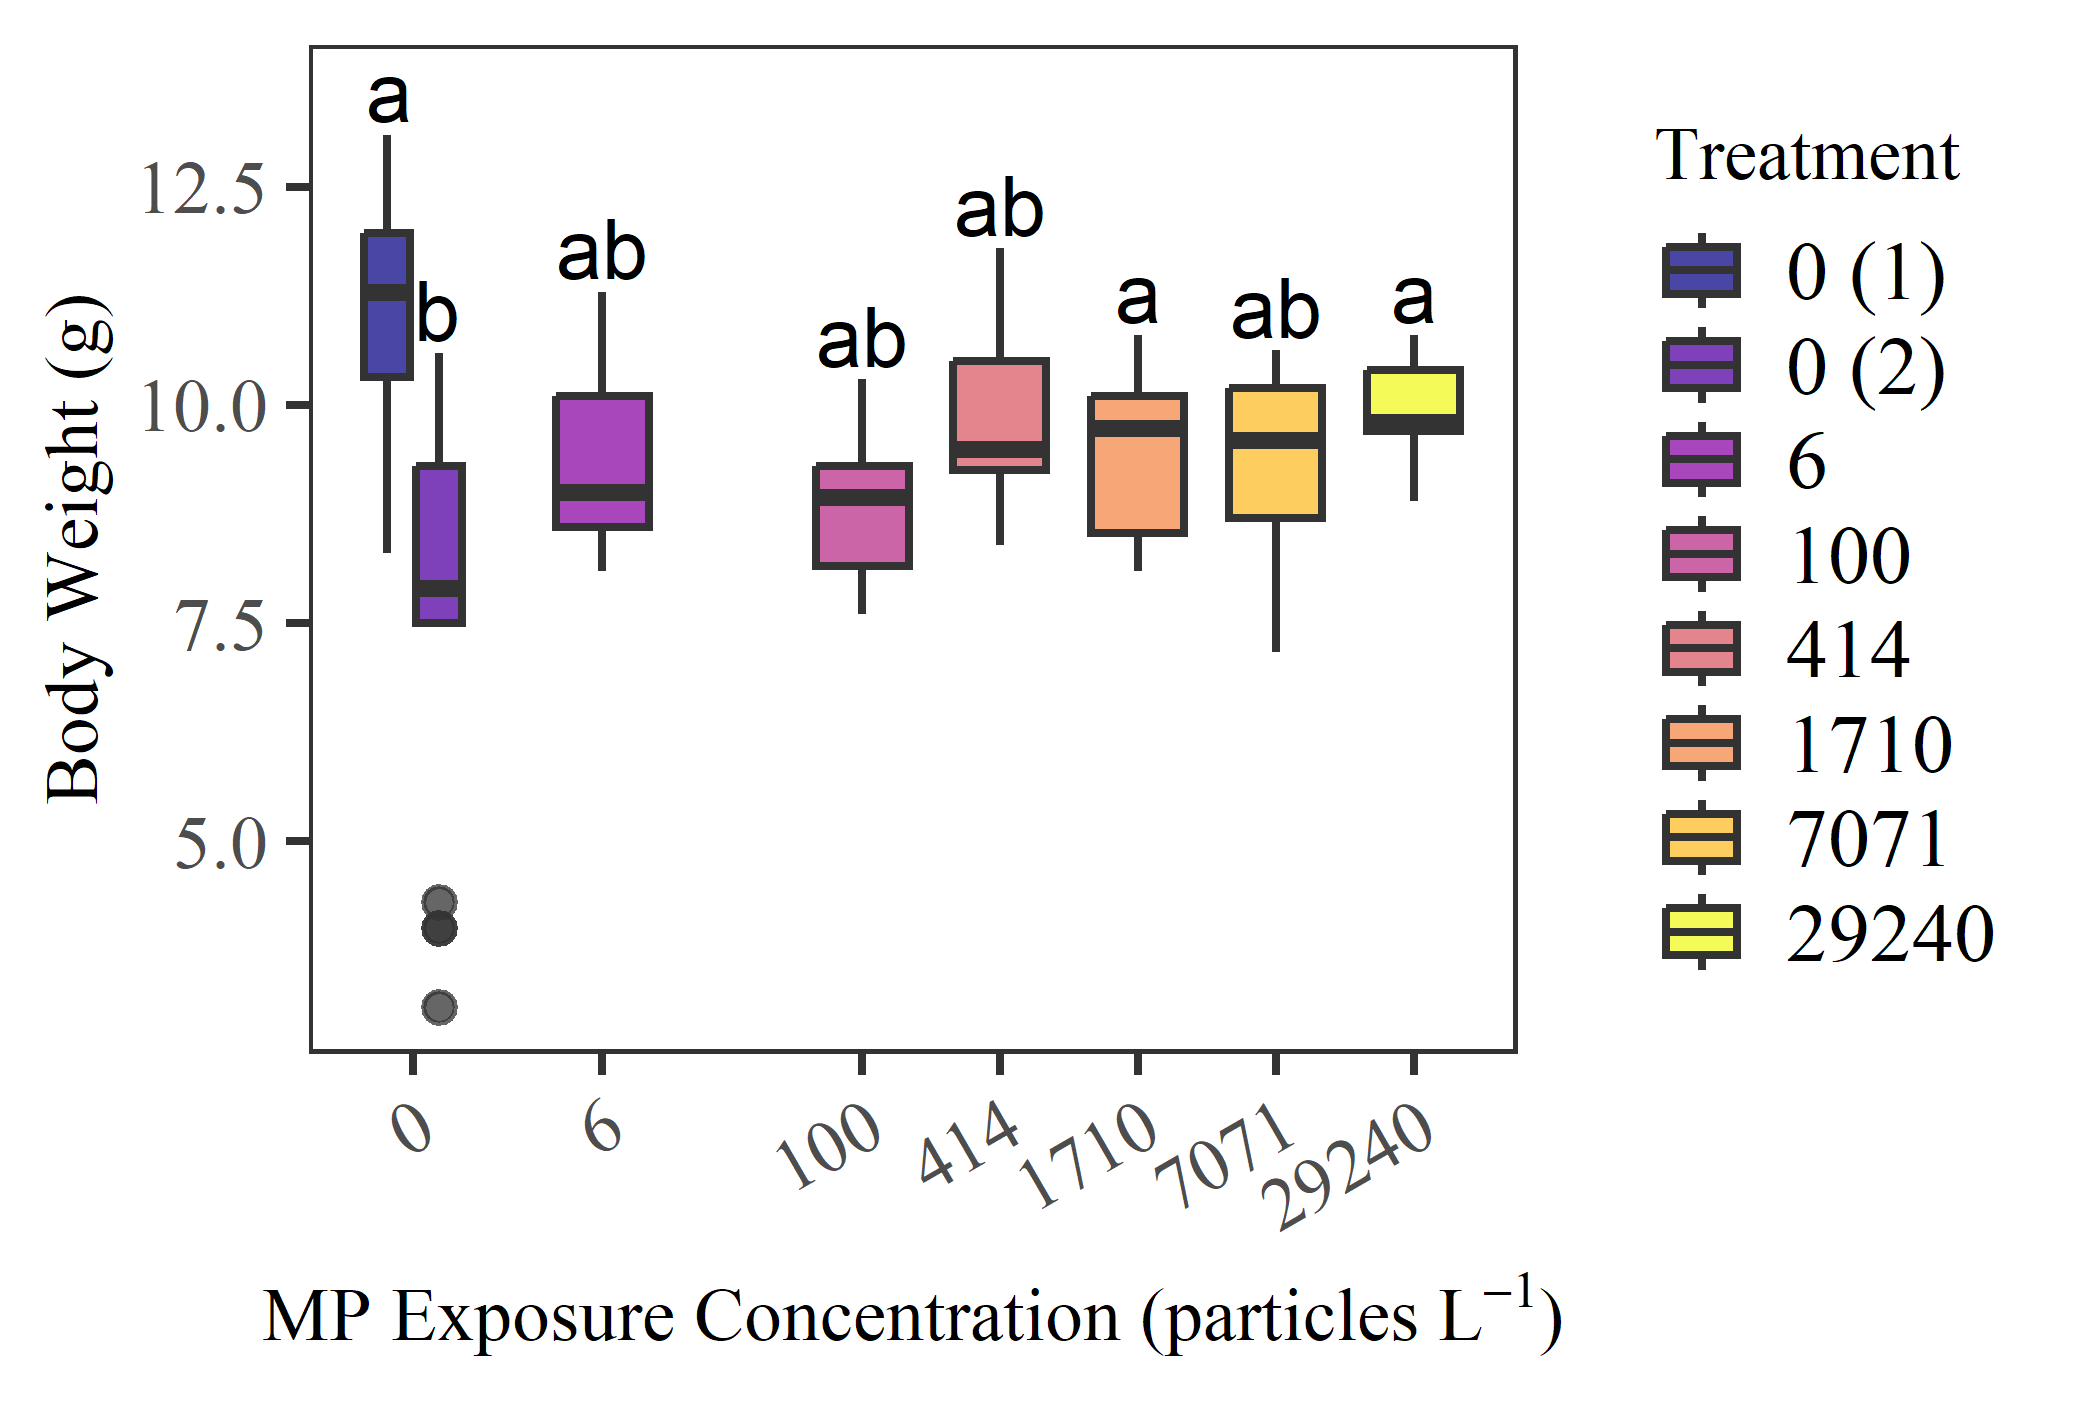 a
b
ab
ab
ab
a
ab
a
12.5
10.0
7.5
5.0
Body Weight (g)
0
6
100
414
1710
7071
29240
MP Exposure Concentration (particles L⁻¹)
Treatment
0 (1)
0 (2)
6
100
414
1710
7071
29240